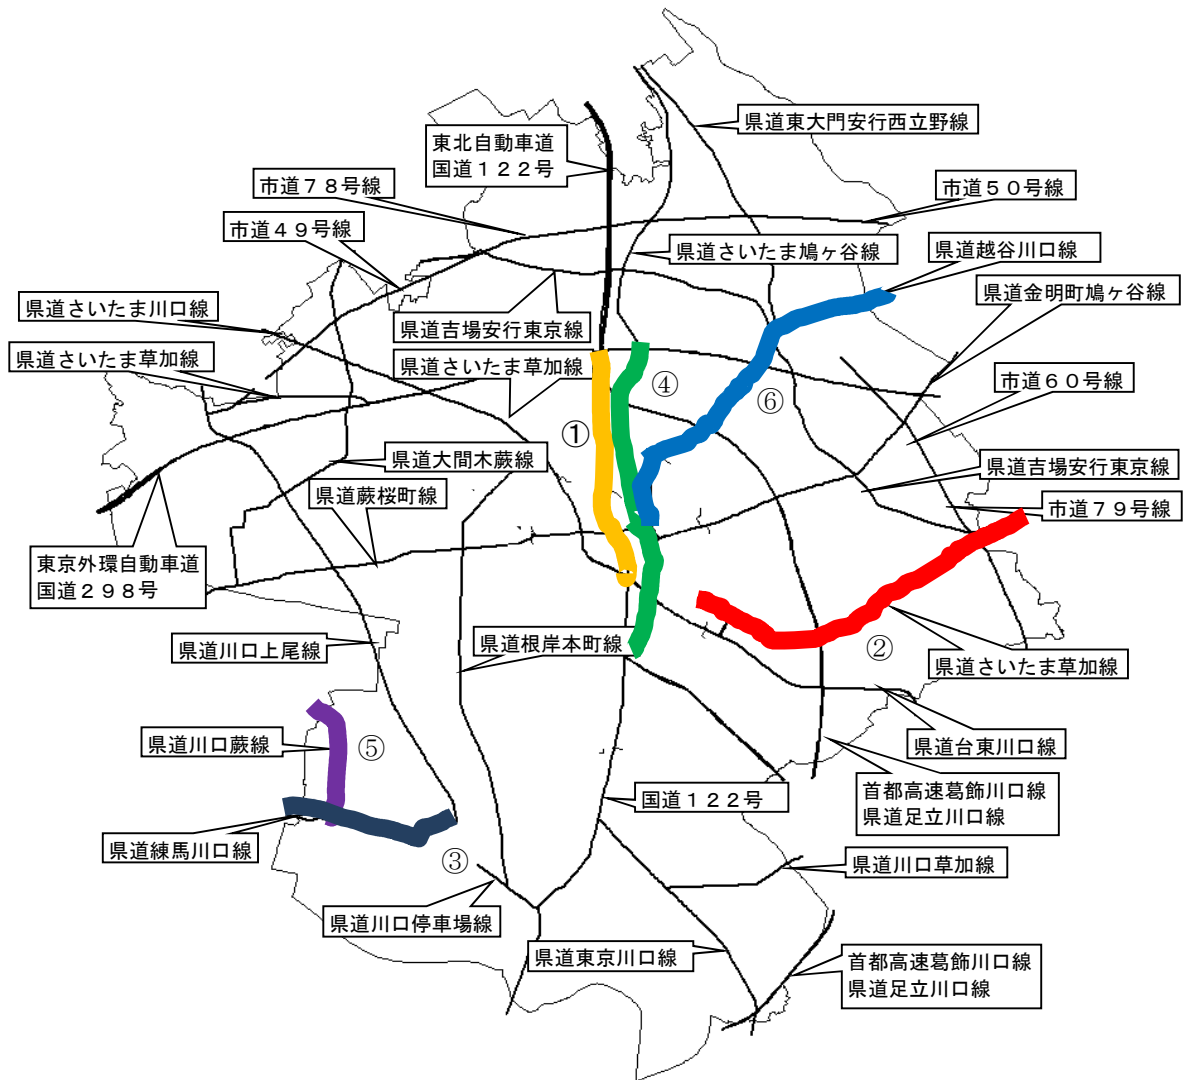 県道東大門安行西立野線
東北自動車道
国道１２２号
市道７８号線
市道５０号線
市道４９号線
県道さいたま鳩ヶ谷線
県道越谷川口線
県道金明町鳩ヶ谷線
県道さいたま川口線
県道吉場安行東京線
県道さいたま草加線
県道さいたま草加線
市道６０号線
④
⑥
①
県道大間木蕨線
県道吉場安行東京線
県道蕨桜町線
市道７９号線
東京外環自動車道
国道２９８号
県道川口上尾線
県道根岸本町線
②
県道さいたま草加線
県道川口蕨線
⑤
県道台東川口線
国道１２２号
首都高速葛飾川口線
県道足立川口線
県道練馬川口線
③
県道川口草加線
県道川口停車場線
県道東京川口線
首都高速葛飾川口線
県道足立川口線